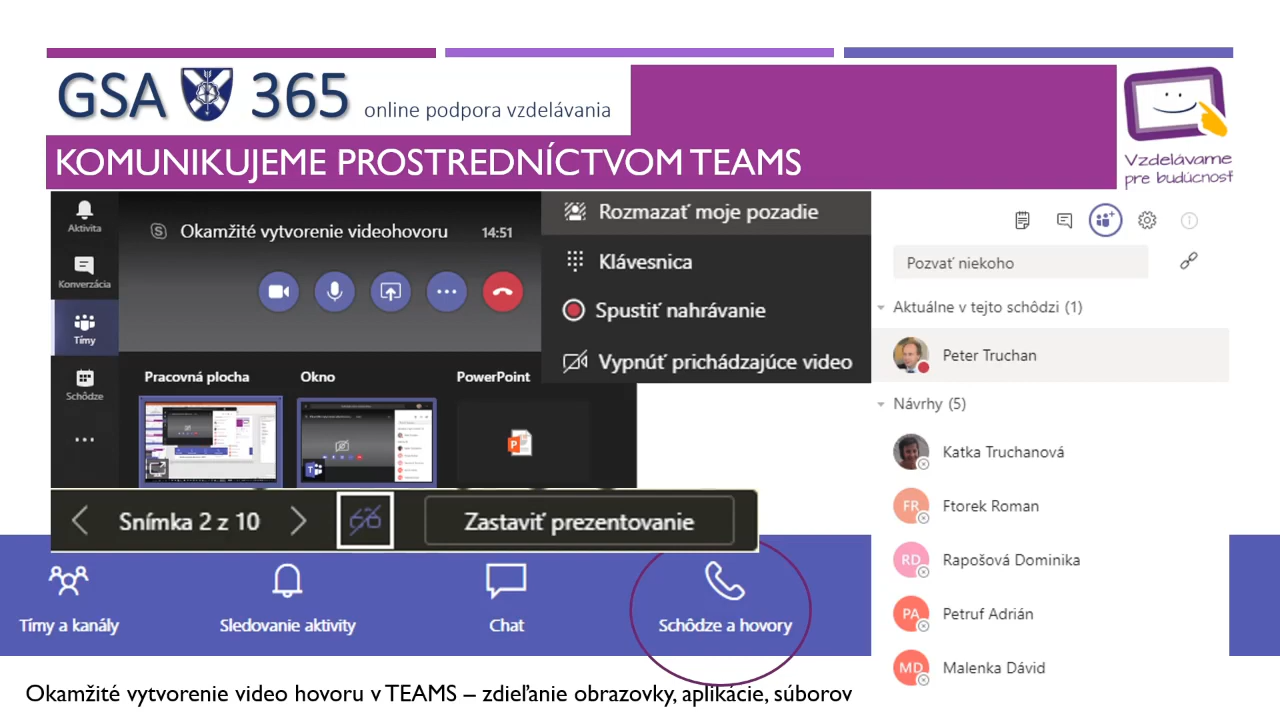 GSA 365 online podpora vzdelávania
KOMUNIKUJEME PROSTREDNÍCTVOM TEAMS
Vzdelávame
pre budúcnosť
Aktivita
Konverzácia
Tímy
Schôdze
Okamžité vytvorenie videohovoru 14:51
Rozmazať moje pozadie
Klávesnica
Spustiť nahrávanie
Vypnúť prichádzajúce video
Pracovná plocha Okno PowerPoint
Snímka 2 z 10
Zastaviť prezentovanie
Pozvať niekoho
Aktuálne v tejto schôdzi (1)
Peter Truchan
Návrhy (5)
Katka Truchanová
FR Ftorek Roman
RD Rapošová Dominika
PA Petruf Adrián
MD Malenka Dávid
Tímy a kanály
Sledovanie aktivity
Chat
Schôdze a hovory
Okamžité vytvorenie video hovoru v TEAMS – zdieľanie obrazovky, aplikácie, súborov